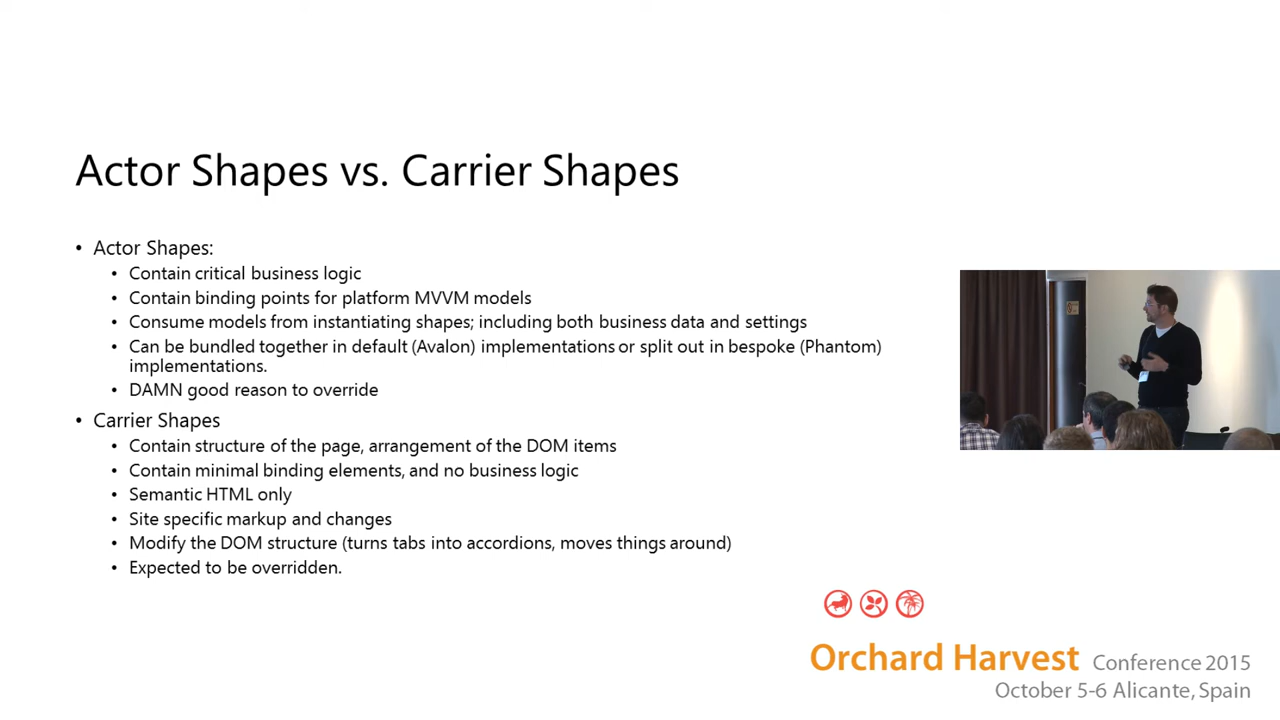 Actor Shapes vs. Carrier Shapes
• Actor Shapes:
• Contain critical business logic
• Contain binding points for platform MVVM models
• Consume models from instantiating shapes; including both business data and settings
• Can be bundled together in default (Avalon) implementations or split out in bespoke (Phantom)
implementations.
• DAMN good reason to override
• Carrier Shapes
• Contain structure of the page, arrangement of the DOM items
• Contain minimal binding elements, and no business logic
• Semantic HTML only
• Site specific markup and changes
• Modify the DOM structure (turns tabs into accordions, moves things around)
• Expected to be overridden.
Orchard Harvest Conference 2015
October 5-6 Alicante, Spain